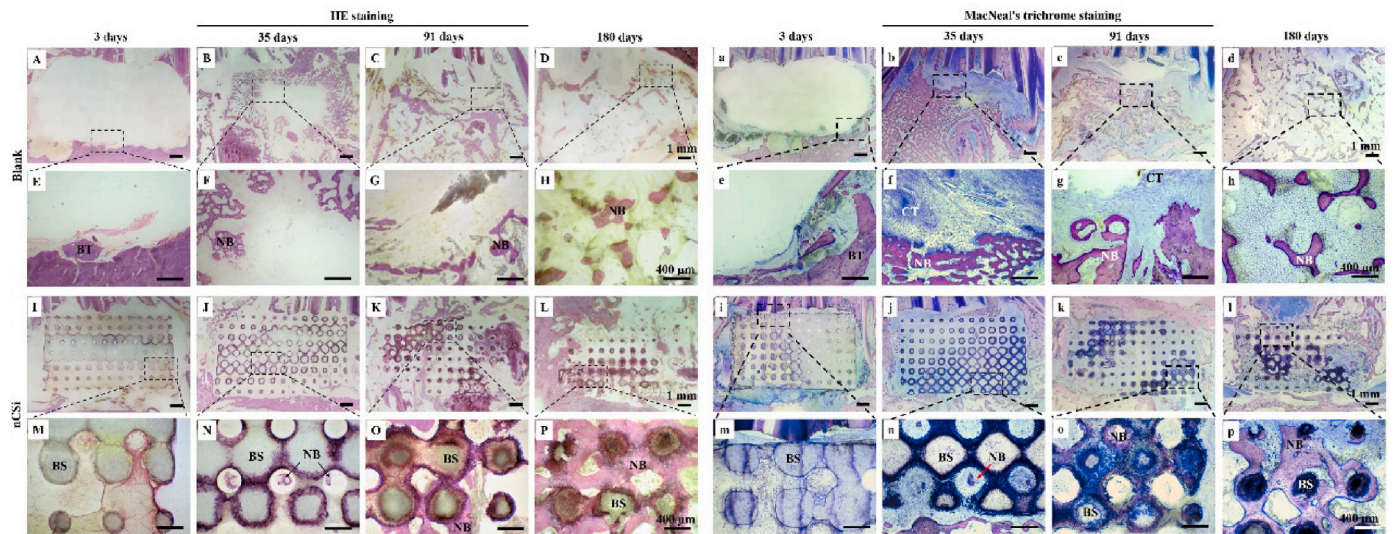 HE staining
MacNeal's trichrome staining
3 days 35 days 91 days 180 days 3 days 35 days 91 days 180 days
Blank
A B C D a b c d
1 mm 1 mm
E F G H e f g h
BT NB NB NB BT CT NB CT NB NB
400 μm 400 μm
nCSi
I J K L i j k l
1 mm 1 mm
M N O P m n o p
BS BS NB BS NB NB BS BS BS NB NB BS NB BS
400 μm 400 μm